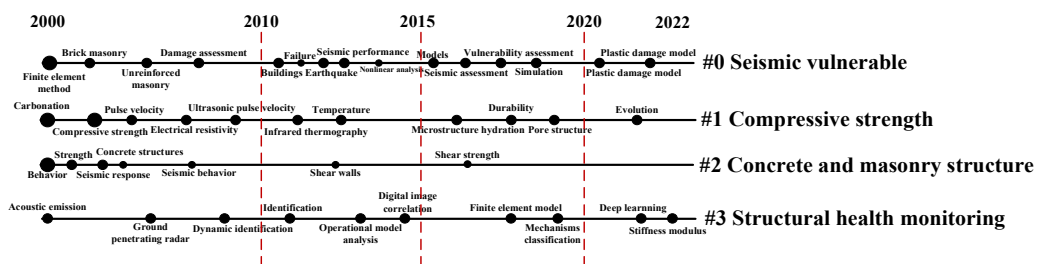 2000 2010 2015 2020 2022
Brick masonry Damage assessment Failure Seismic performance Models Vulnerability assessment Plastic damage model
#0 Seismic vulnerable
Finite element method Unreinforced masonry Buildings Earthquake Nonlinear analysis Seismic assessment Simulation Plastic damage model
Carbonation Pulse velocity Ultrasonic pulse velocity Temperature Durability Evolution
#1 Compressive strength
Compressive strength Electrical resistivity Infrared thermography Microstructure hydration Pore structure
Strength Concrete structures Shear strength
#2 Concrete and masonry structure
Behavior Seismic response Seismic behavior Shear walls
Acoustic emission Identification Digital image correlation Finite element model Deep learnning
#3 Structural health monitoring
Ground penetrating radar Dynamic identification Operational model analysis Mechanisms classification Stiffness modulus